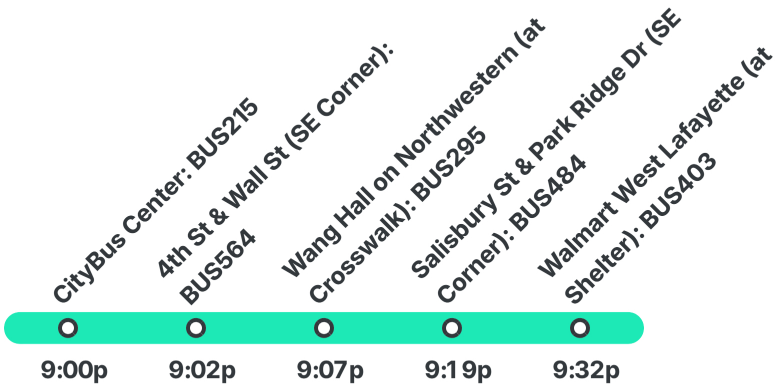 CityBus Center: BUS215
4th St & Wall St (SE Corner):
BUS564
Wang Hall on Northwestern (at
Crosswalk): BUS295
Salisbury St & Park Ridge Dr (SE
Corner): BUS484
Walmart West Lafayette (at
Shelter): BUS403
9:00p 9:02p 9:07p 9:19p 9:32p